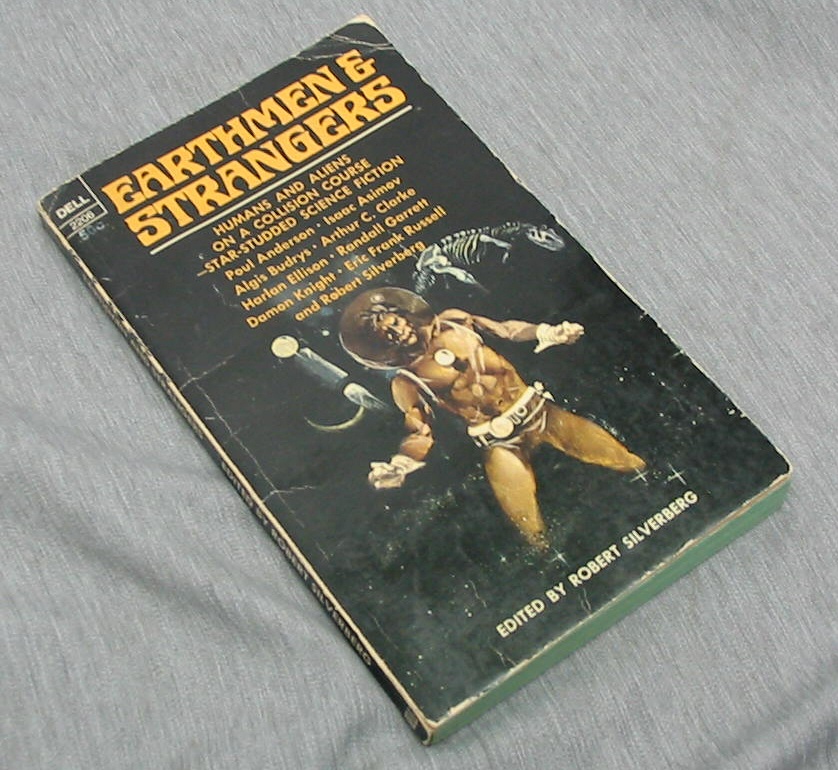 DELL
2206
50c
EARTHMEN &
STRANGERS
HUMANS AND ALIENS
ON A COLLISION COURSE
—STAR-STUDDED SCIENCE FICTION
Poul Anderson • Isaac Asimov
Algis Budrys • Arthur C. Clarke
Harlan Ellison • Randall Garrett
Damon Knight • Eric Frank Russell
and Robert Silverberg
EDITED BY ROBERT SILVERBERG
ROBERT SILVERBERG